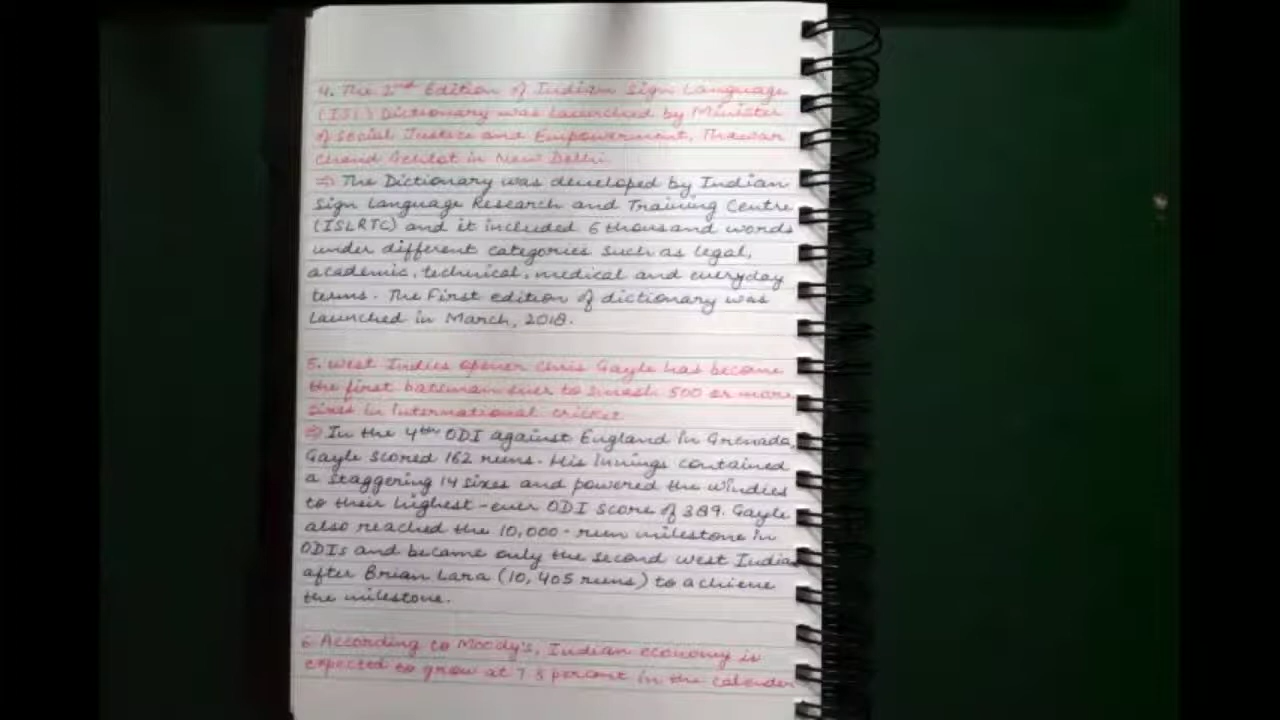 4. The 2nd Edition of Indian Sign Language
(ISL) Dictionary was launched by Minister
of Social Justice and Empowerment, Thawar
Chand Gehlot in New Delhi.
⇒ The Dictionary was developed by Indian
Sign Language Research and Training Centre
(ISLRTC) and it included 6 thousand words
under different categories such as legal,
academic, technical, medical and everyday
terms. The First edition of dictionary was
launched in March, 2018.
5. West Indies opener Chris Gayle has become
the first batsman ever to smash 500 or more
sixes in International cricket
⇒ In the 4th ODI against England in Grenada,
Gayle scored 162 runs. His innings contained
a staggering 14 sixes and powered the Windies
to their highest-ever ODI score of 389. Gayle
also reached the 10,000-run milestone in
ODIs and became only the second West Indian
after Brian Lara (10,405 runs) to achieve
the milestone.
6. According to Moody's, Indian economy is
expected to grow at 7.3 percent in the calender